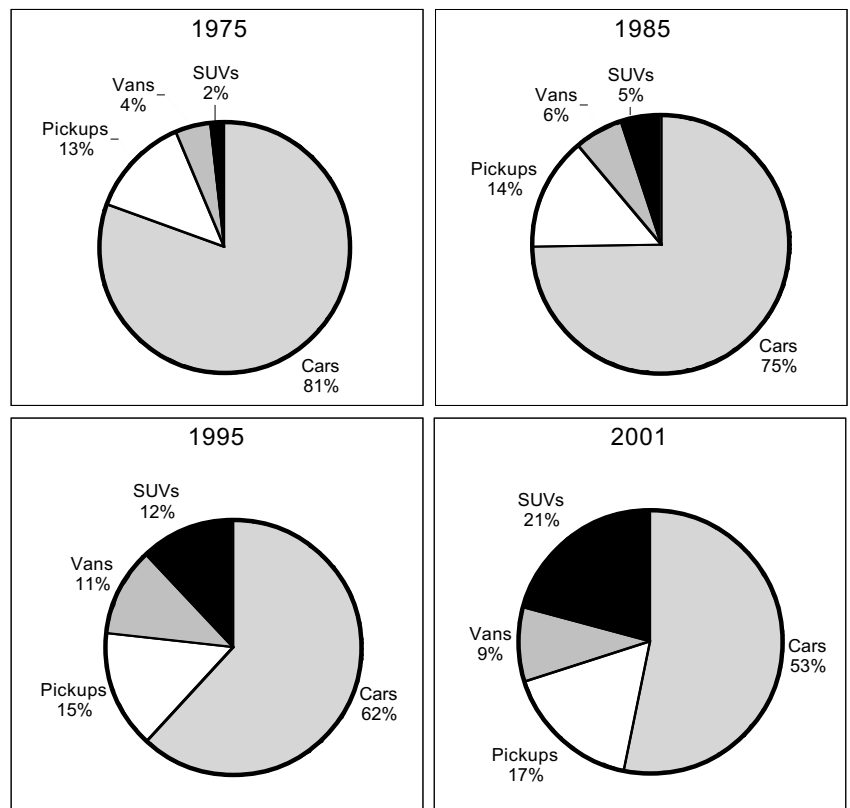 1975
SUVs
2%
Vans
4%
Pickups
13%
Cars
81%
1985
SUVs
5%
Vans
6%
Pickups
14%
Cars
75%
1995
SUVs
12%
Vans
11%
Pickups
15%
Cars
62%
2001
SUVs
21%
Vans
9%
Cars
53%
Pickups
17%